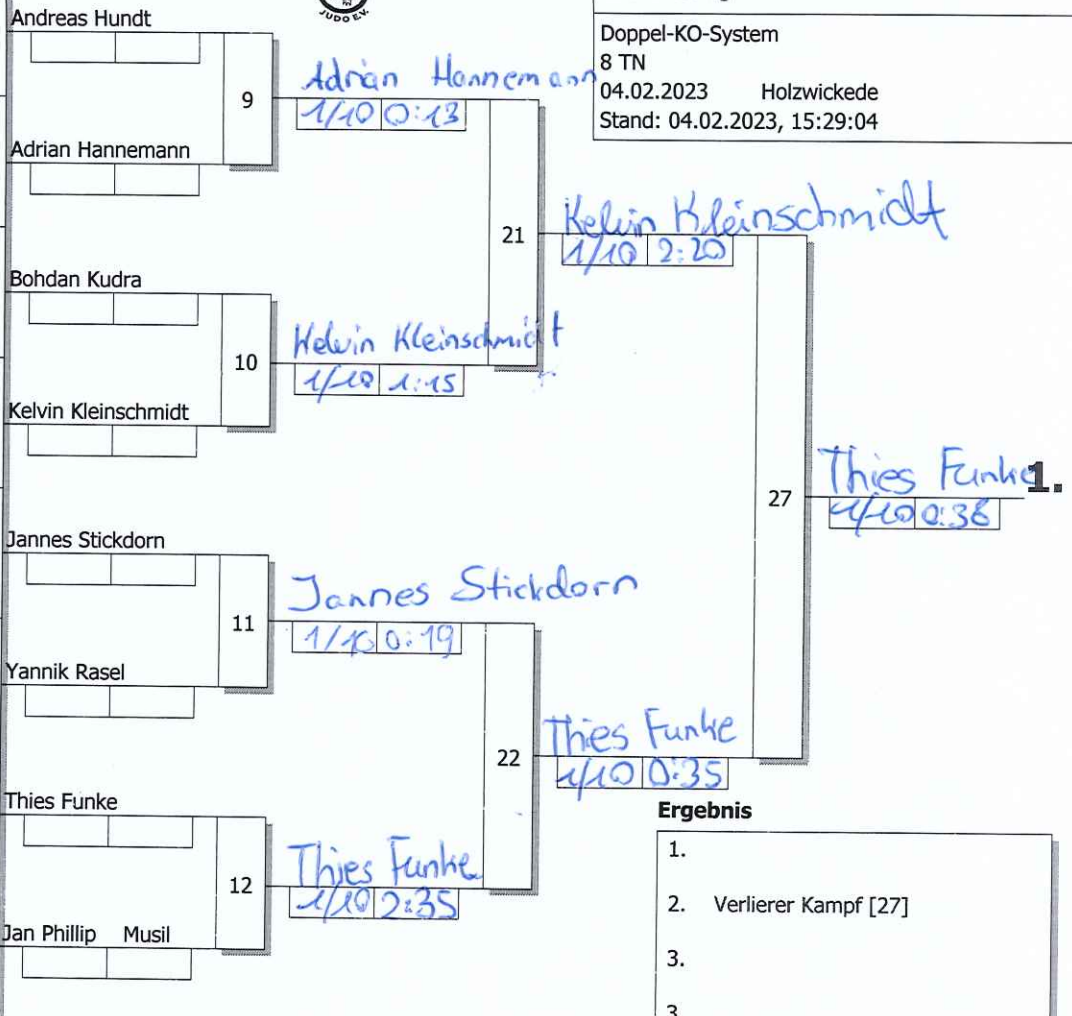 JUDO E.V.
Doppel-KO-System
8 TN
04.02.2023 Holzwickede
Stand: 04.02.2023, 15:29:04
Andreas Hundt
9
Adrian Hannemann
1/10 0:13
Adrian Hannemann
21
Kelvin Kleinschmidt
1/10 2:20
Bohdan Kudra
10
Kelvin Kleinschmidt
1/10 1:15
Kelvin Kleinschmidt
27
Thies Funke 1.
1/10 0:36
Jannes Stickdorn
11
Jannes Stickdorn
1/10 0:19
Yannik Rasel
22
Thies Funke
1/10 0:35
Thies Funke
12
Thies Funke
1/10 2:35
Jan Phillip Musil
Ergebnis
1.
2. Verlierer Kampf [27]
3.
3.